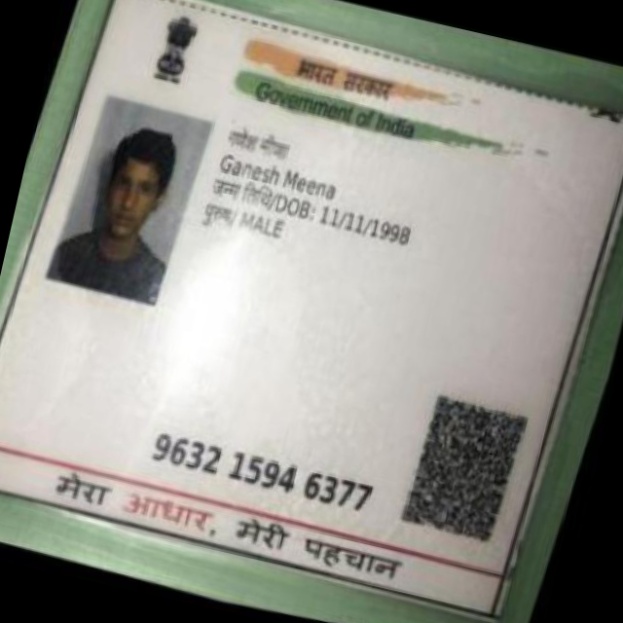 भारत सरकार
Government of India
गणेश मीणा
Ganesh Meena
जन्म तिथि/DOB: 11/11/1998
पुरुष/ MALE
9632 1594 6377
मेरा आधार, मेरी पहचान